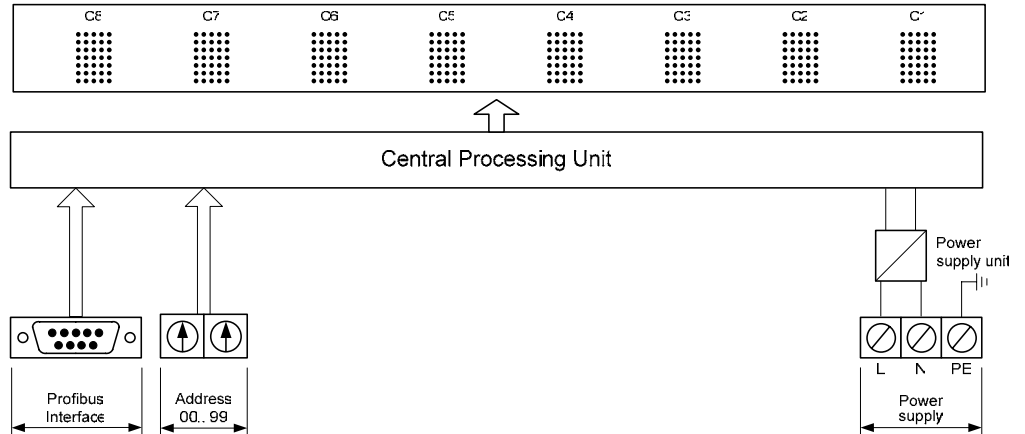 C8 C7 C6 C5 C4 C3 C2 C1
Central Processing Unit
Power
supply unit
L N PE
Profibus
Interface
Address
00.. 99
Power
supply